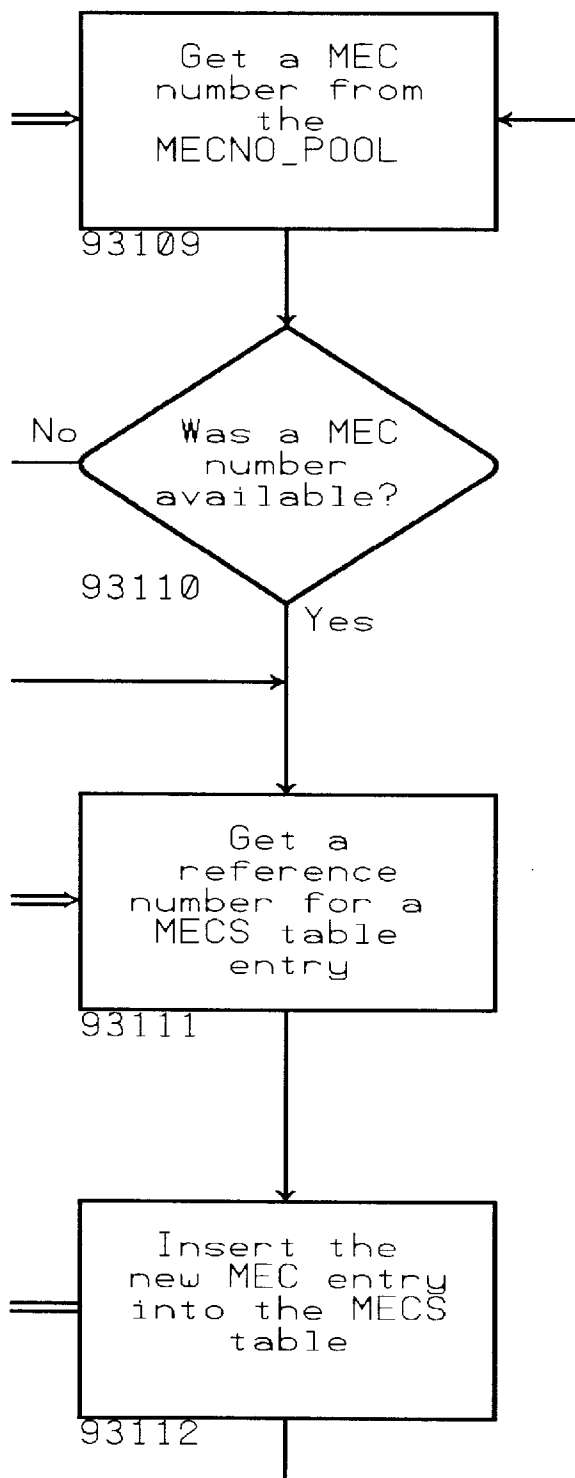 Get a MEC
number from
the
MECNO_POOL
93109
No
Was a MEC
number
available?
93110
Yes
Get a
reference
number for a
MECS table
entry
93111
Insert the
new MEC entry
into the MECS
table
93112